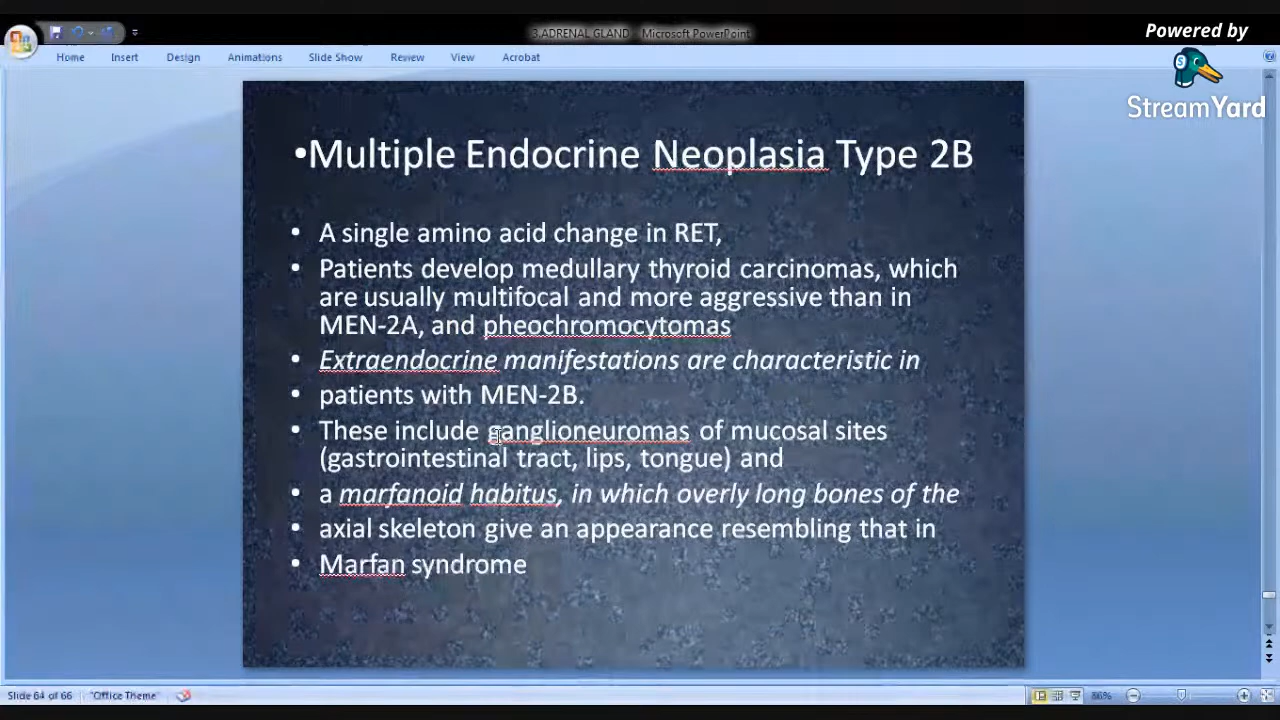 3.ADRENAL GLAND - Microsoft PowerPoint
Powered by
StreamYard
Home Insert Design Animations Slide Show Review View Acrobat
•Multiple Endocrine Neoplasia Type 2B
• A single amino acid change in RET,
• Patients develop medullary thyroid carcinomas, which
are usually multifocal and more aggressive than in
MEN-2A, and pheochromocytomas
• Extraendocrine manifestations are characteristic in
• patients with MEN-2B.
• These include ganglioneuromas of mucosal sites
(gastrointestinal tract, lips, tongue) and
• a marfanoid habitus, in which overly long bones of the
• axial skeleton give an appearance resembling that in
• Marfan syndrome
Slide 64 of 66 "Office Theme" 86%